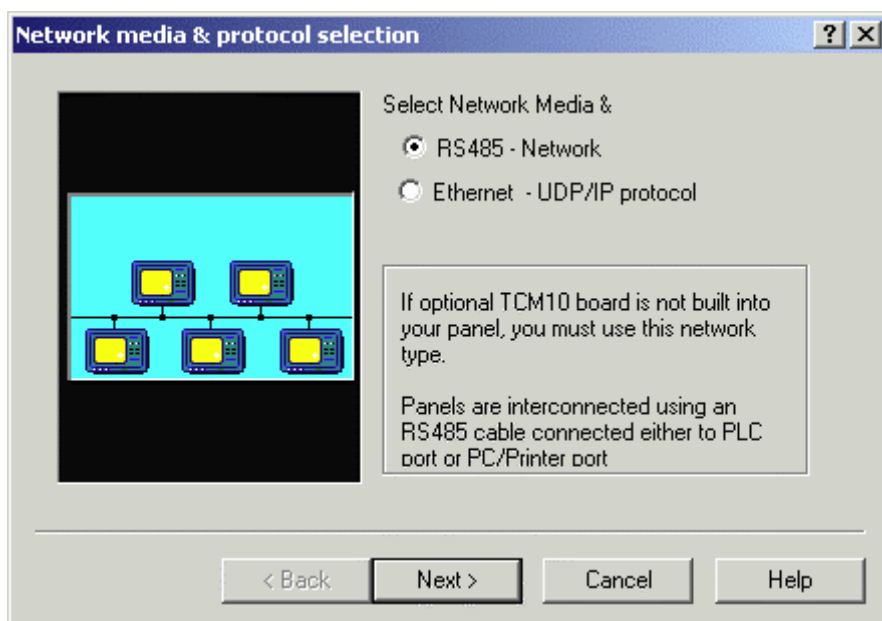 Network media & protocol selection
Select Network Media &
RS485 - Network
Ethernet - UDP/IP protocol
If optional TCM10 board is not built into
your panel, you must use this network
type.
Panels are interconnected using an
RS485 cable connected either to PLC
port or PC/Printer port
< Back
Next >
Cancel
Help